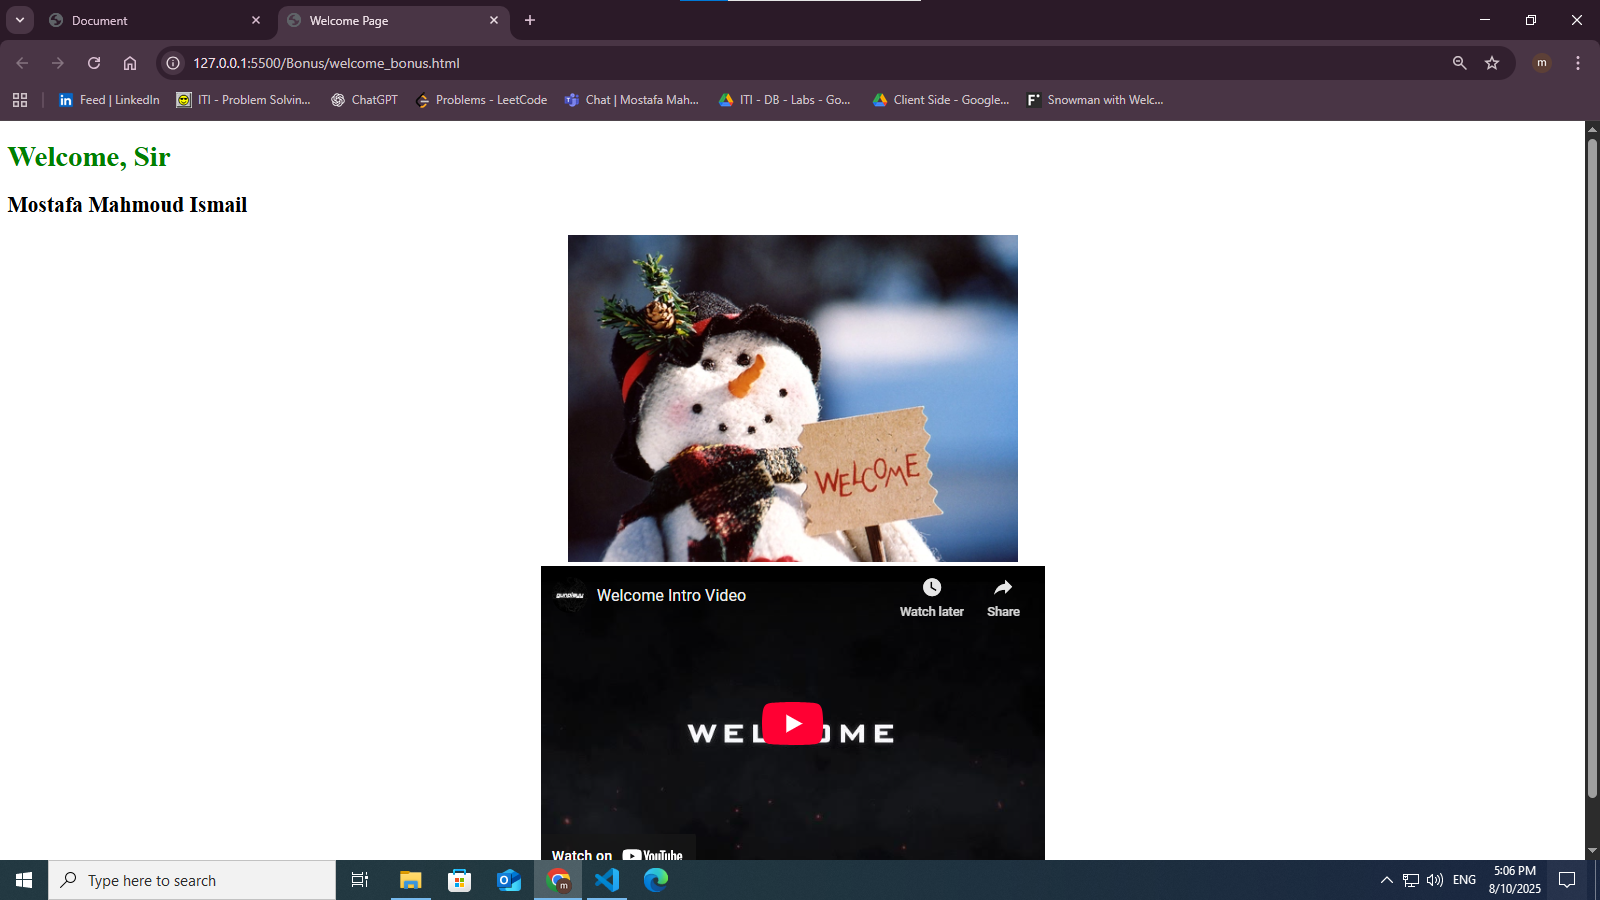 Document
Welcome Page
127.0.0.1:5500/Bonus/welcome_bonus.html
m
Feed | LinkedIn
ITI - Problem Solvin...
ChatGPT
Problems - LeetCode
Chat | Mostafa Mah...
ITI - DB - Labs - Go...
Client Side - Google...
Snowman with Welc...
Welcome, Sir
Mostafa Mahmoud Ismail
WELCOME
Welcome Intro Video
Watch later
Share
Watch on YouTube
Type here to search
m
ENG
5:06 PM
8/10/2025